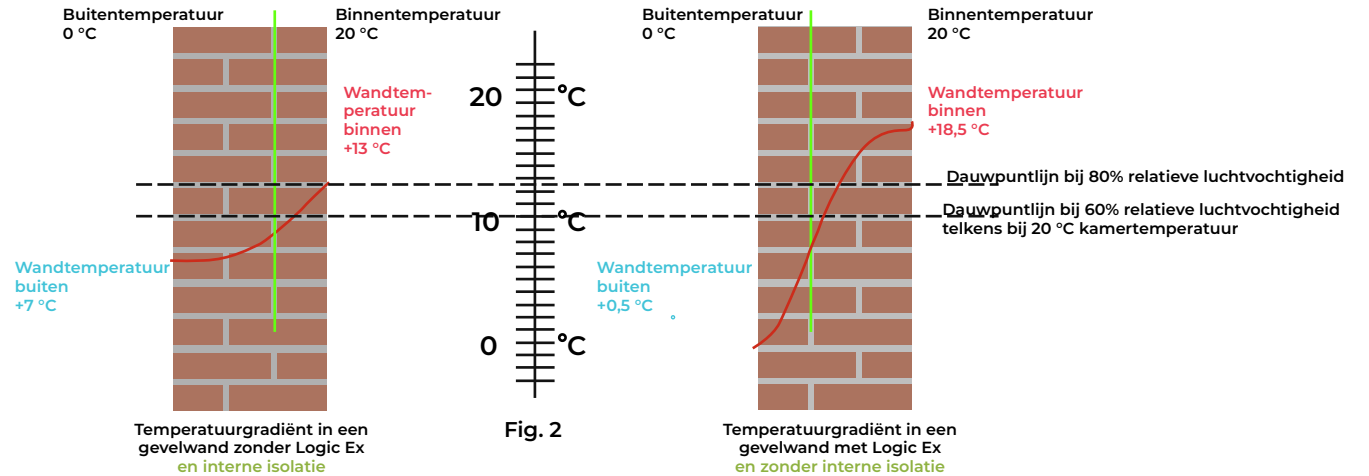 Buitentemperatuur
0 °C
Binnentemperatuur
20 °C
Wandtem-
peratuur
binnen
+13 °C
Wandtemperatuur
buiten
+7 °C
Temperatuurgradiënt in een
gevelwand zonder Logic Ex
en interne isolatie
20 °C
10 °C
0 °C
Fig. 2
Buitentemperatuur
0 °C
Binnentemperatuur
20 °C
Wandtemperatuur
binnen
+18,5 °C
Dauwpuntlijn bij 80% relatieve luchtvochtigheid
Dauwpuntlijn bij 60% relatieve luchtvochtigheid
telkens bij 20 °C kamertemperatuur
Wandtemperatuur
buiten
+0,5 °C
Temperatuurgradiënt in een
gevelwand met Logic Ex
en zonder interne isolatie